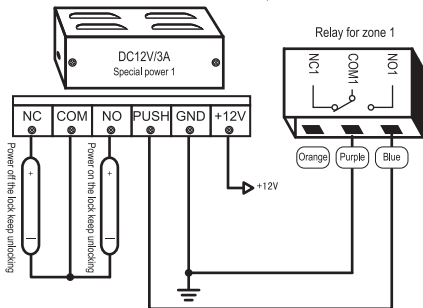 DC12V/3A
Special power 1
NC COM NO PUSH GND +12V
Power off the lock keep unlocking
+
Power on the lock keep unlocking
+
+12V
Relay for zone 1
NC1 COM1 NO1
Orange Purple Blue